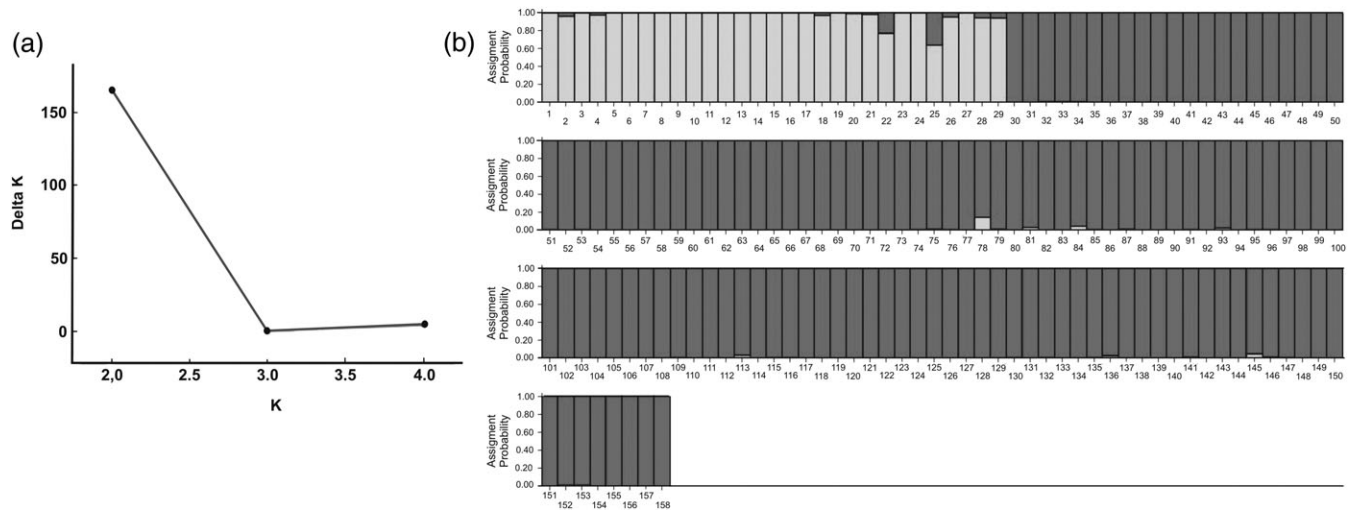 (a)
150
100
50
0
Delta K
2,0 2.5 3.0 3.5 4.0
K
(b)
Assigment
Probability
1.00
0.80
0.60
0.40
0.20
0.00
1 3 5 7 9 11 13 15 17 19 21 23 25 27 29 31 33 35 37 39 41 43 45 47 49
2 4 6 8 10 12 14 16 18 20 22 24 26 28 30 32 34 36 38 40 42 44 46 48 50
Assigment
Probability
1.00
0.80
0.60
0.40
0.20
0.00
51 53 55 57 59 61 63 65 67 69 71 73 75 77 79 81 83 85 87 89 91 93 95 97 99
52 54 56 58 60 62 64 66 68 70 72 74 76 78 80 82 84 86 88 90 92 94 96 98 100
Assigment
Probability
1.00
0.80
0.60
0.40
0.20
0.00
101 103 105 107 109 111 113 115 117 119 121 123 125 127 129 131 133 135 137 139 141 143 145 147 149
102 104 106 108 110 112 114 116 118 120 122 124 126 128 130 132 134 136 138 140 142 144 146 148 150
Assigment
Probability
1.00
0.80
0.60
0.40
0.20
0.00
151 153 155 157
152 154 156 158